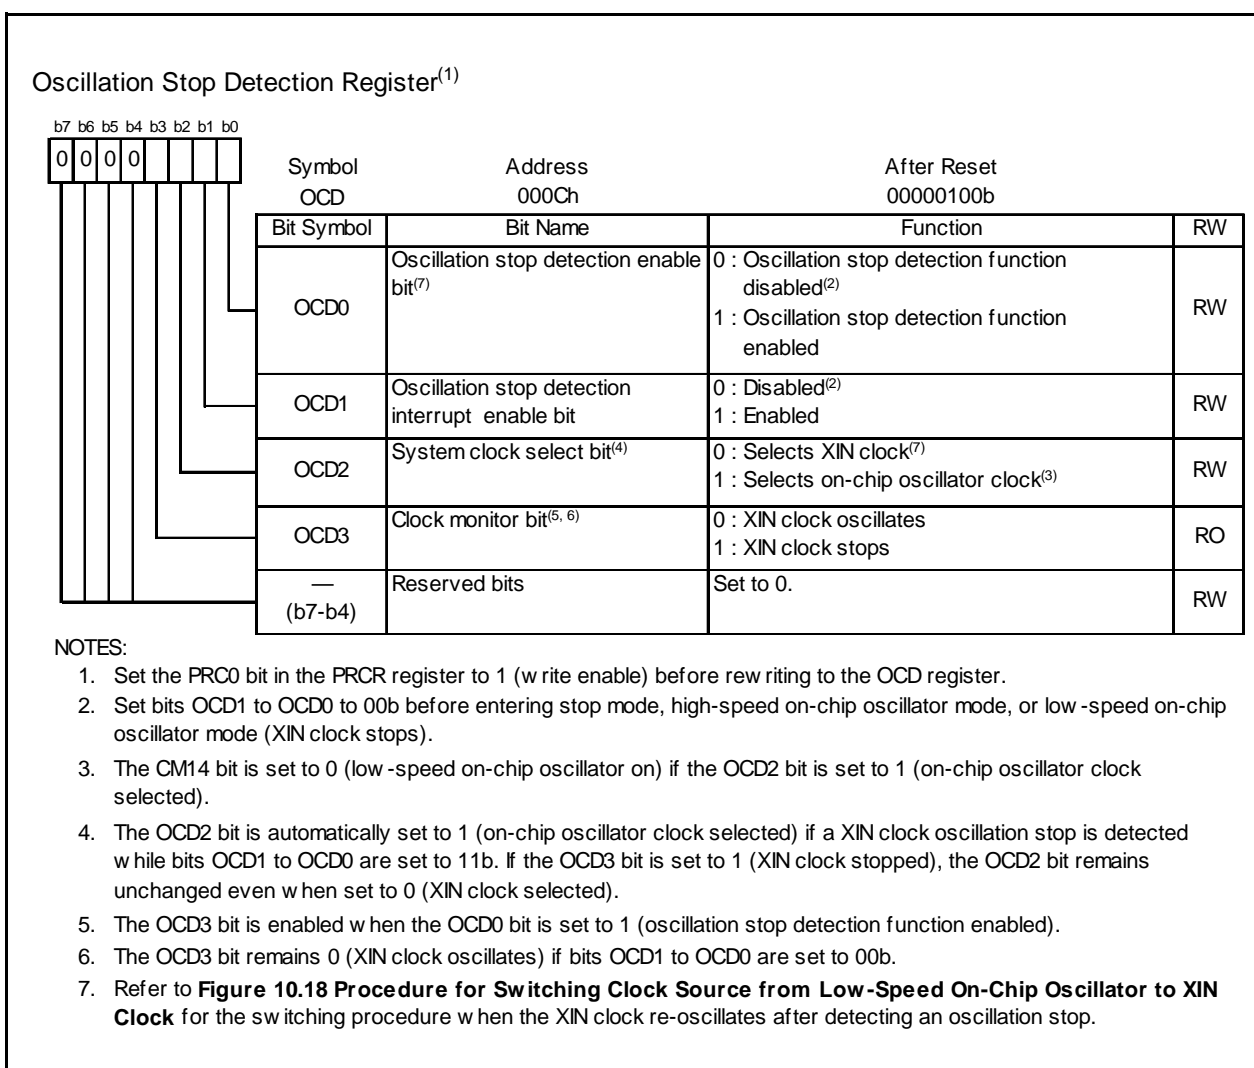 Oscillation Stop Detection Register(1)
b7 b6 b5 b4 b3 b2 b1 b0
0 0 0 0
Symbol Address After Reset
OCD 000Ch 00000100b
Bit Symbol Bit Name Function RW
OCD0 Oscillation stop detection enable bit(7) 0 : Oscillation stop detection function disabled(2) RW
1 : Oscillation stop detection function enabled
OCD1 Oscillation stop detection interrupt enable bit 0 : Disabled(2) RW
1 : Enabled
OCD2 System clock select bit(4) 0 : Selects XIN clock(7) RW
1 : Selects on-chip oscillator clock(3)
OCD3 Clock monitor bit(5, 6) 0 : XIN clock oscillates RO
1 : XIN clock stops
— (b7-b4) Reserved bits Set to 0. RW
NOTES:
1. Set the PRC0 bit in the PRCR register to 1 (write enable) before rewriting to the OCD register.
2. Set bits OCD1 to OCD0 to 00b before entering stop mode, high-speed on-chip oscillator mode, or low-speed on-chip
oscillator mode (XIN clock stops).
3. The CM14 bit is set to 0 (low-speed on-chip oscillator on) if the OCD2 bit is set to 1 (on-chip oscillator clock
selected).
4. The OCD2 bit is automatically set to 1 (on-chip oscillator clock selected) if a XIN clock oscillation stop is detected
while bits OCD1 to OCD0 are set to 11b. If the OCD3 bit is set to 1 (XIN clock stopped), the OCD2 bit remains
unchanged even when set to 0 (XIN clock selected).
5. The OCD3 bit is enabled when the OCD0 bit is set to 1 (oscillation stop detection function enabled).
6. The OCD3 bit remains 0 (XIN clock oscillates) if bits OCD1 to OCD0 are set to 00b.
7. Refer to Figure 10.18 Procedure for Switching Clock Source from Low-Speed On-Chip Oscillator to XIN
Clock for the switching procedure when the XIN clock re-oscillates after detecting an oscillation stop.